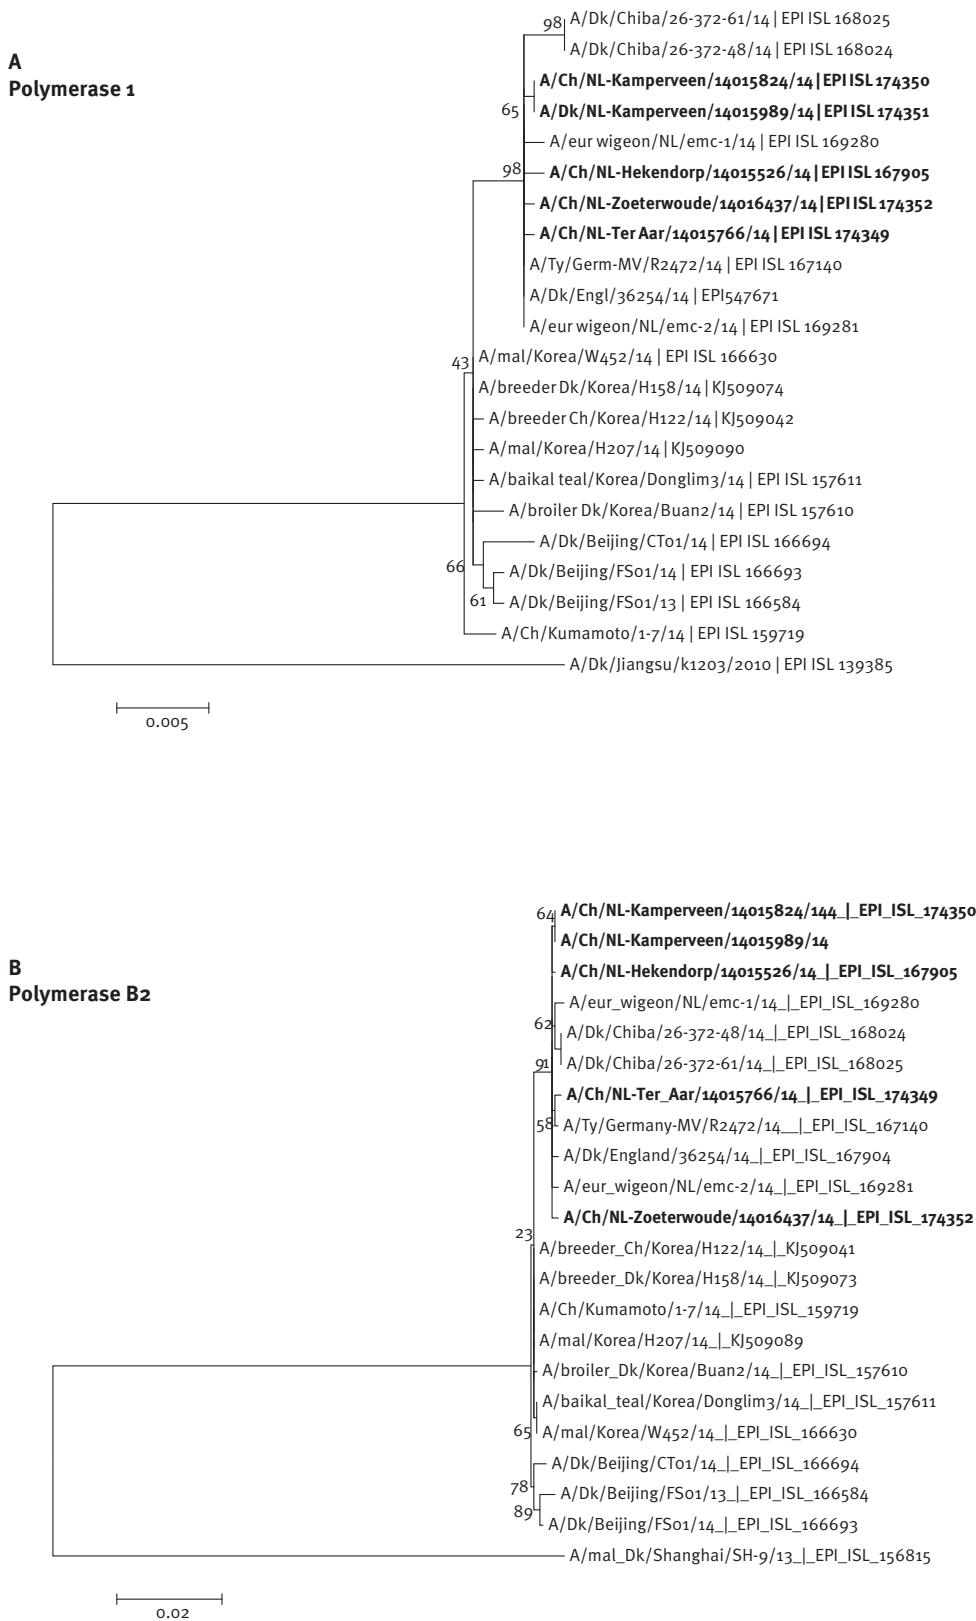 A
Polymerase 1
98
A/Dk/Chiba/26-372-61/14 | EPI ISL 168025
A/Dk/Chiba/26-372-48/14 | EPI ISL 168024
A/Ch/NL-Kamperveen/14015824/14 | EPI ISL 174350
65
A/Dk/NL-Kamperveen/14015989/14 | EPI ISL 174351
A/eur wigeon/NL/emc-1/14 | EPI ISL 169280
98
A/Ch/NL-Hekendorp/14015526/14 | EPI ISL 167905
A/Ch/NL-Zoeterwoude/14016437/14 | EPI ISL 174352
A/Ch/NL-Ter Aar/14015766/14 | EPI ISL 174349
A/Ty/Germ-MV/R2472/14 | EPI ISL 167140
A/Dk/Engl/36254/14 | EPI547671
A/eur wigeon/NL/emc-2/14 | EPI ISL 169281
43
A/mal/Korea/W452/14 | EPI ISL 166630
A/breeder Dk/Korea/H158/14 | KJ509074
A/breeder Ch/Korea/H122/14 | KJ509042
A/mal/Korea/H207/14 | KJ509090
A/baikal teal/Korea/Donglim3/14 | EPI ISL 157611
A/broiler Dk/Korea/Buan2/14 | EPI ISL 157610
A/Dk/Beijing/CT01/14 | EPI ISL 166694
66
A/Dk/Beijing/FS01/14 | EPI ISL 166693
61
A/Dk/Beijing/FS01/13 | EPI ISL 166584
A/Ch/Kumamoto/1-7/14 | EPI ISL 159719
A/Dk/Jiangsu/k1203/2010 | EPI ISL 139385
0.005
B
Polymerase B2
64
A/Ch/NL-Kamperveen/14015824/144_|_EPI_ISL_174350
A/Ch/NL-Kamperveen/14015989/14
A/Ch/NL-Hekendorp/14015526/14_|_EPI_ISL_167905
A/eur_wigeon/NL/emc-1/14_|_EPI_ISL_169280
62
A/Dk/Chiba/26-372-48/14_|_EPI_ISL_168024
91
A/Dk/Chiba/26-372-61/14_|_EPI_ISL_168025
A/Ch/NL-Ter_Aar/14015766/14_|_EPI_ISL_174349
58
A/Ty/Germany-MV/R2472/14__|_EPI_ISL_167140
A/Dk/England/36254/14_|_EPI_ISL_167904
A/eur_wigeon/NL/emc-2/14_|_EPI_ISL_169281
A/Ch/NL-Zoeterwoude/14016437/14_|_EPI_ISL_174352
23
A/breeder_Ch/Korea/H122/14_|_KJ509041
A/breeder_Dk/Korea/H158/14_|_KJ509073
A/Ch/Kumamoto/1-7/14_|_EPI_ISL_159719
A/mal/Korea/H207/14_|_KJ509089
A/broiler_Dk/Korea/Buan2/14_|_EPI_ISL_157610
A/baikal_teal/Korea/Donglim3/14_|_EPI_ISL_157611
65
A/mal/Korea/W452/14_|_EPI_ISL_166630
A/Dk/Beijing/CT01/14_|_EPI_ISL_166694
78
A/Dk/Beijing/FS01/13_|_EPI_ISL_166584
89
A/Dk/Beijing/FS01/14_|_EPI_ISL_166693
A/mal_Dk/Shanghai/SH-9/13_|_EPI_ISL_156815
0.02